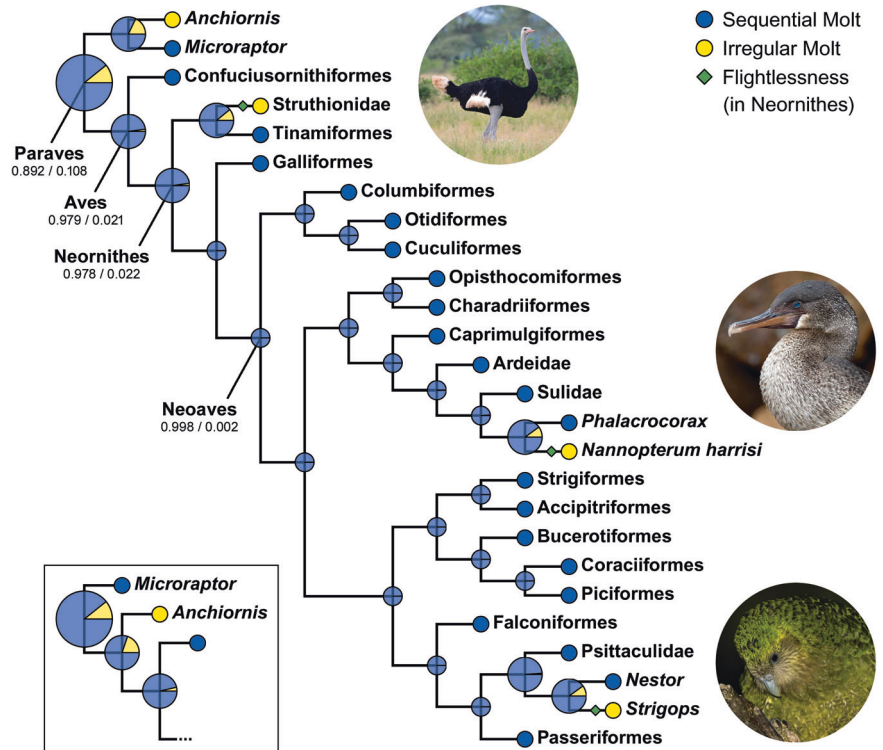 Anchiornis
Microraptor
Confuciusornithiformes
Struthionidae
Tinamiformes
Galliformes
Columbiformes
Otidiformes
Cuculiformes
Opisthocomiformes
Charadriiformes
Caprimulgiformes
Ardeidae
Sulidae
Phalacrocorax
Nannopterum harrisi
Strigiformes
Accipitriformes
Bucerotiformes
Coraciiformes
Piciformes
Falconiformes
Psittaculidae
Nestor
Strigops
Passeriformes
Paraves
0.892 / 0.108
Aves
0.979 / 0.021
Neornithes
0.978 / 0.022
Neoaves
0.998 / 0.002
Sequential Molt
Irregular Molt
Flightlessness
(in Neornithes)
Microraptor
Anchiornis
...